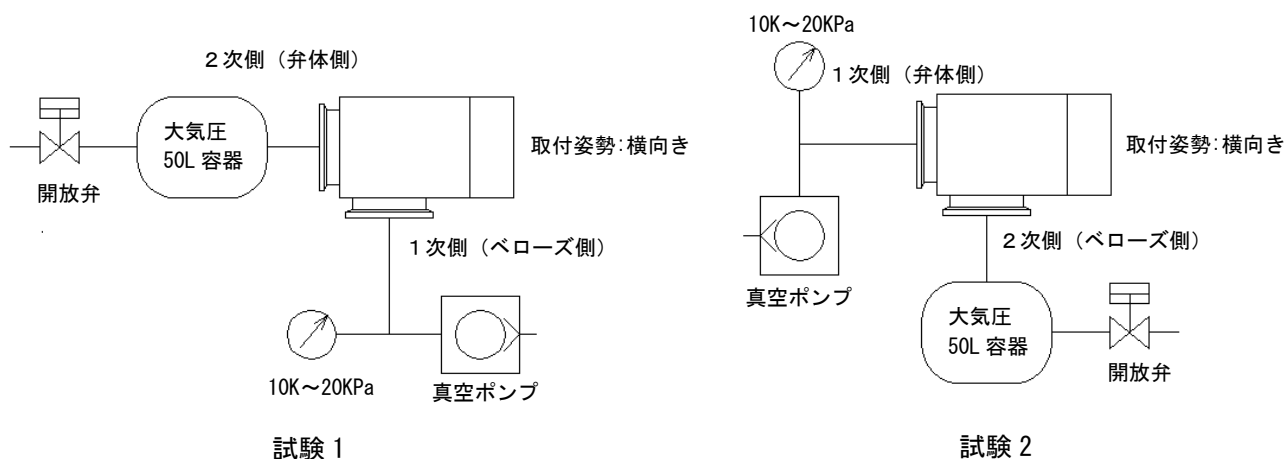 ２次側（弁体側）
大気圧
50L 容器
開放弁
取付姿勢：横向き
１次側（ベローズ側）
10K～20KPa
真空ポンプ
試験１
10K～20KPa
１次側（弁体側）
取付姿勢：横向き
真空ポンプ
２次側（ベローズ側）
大気圧
50L 容器
開放弁
試験２